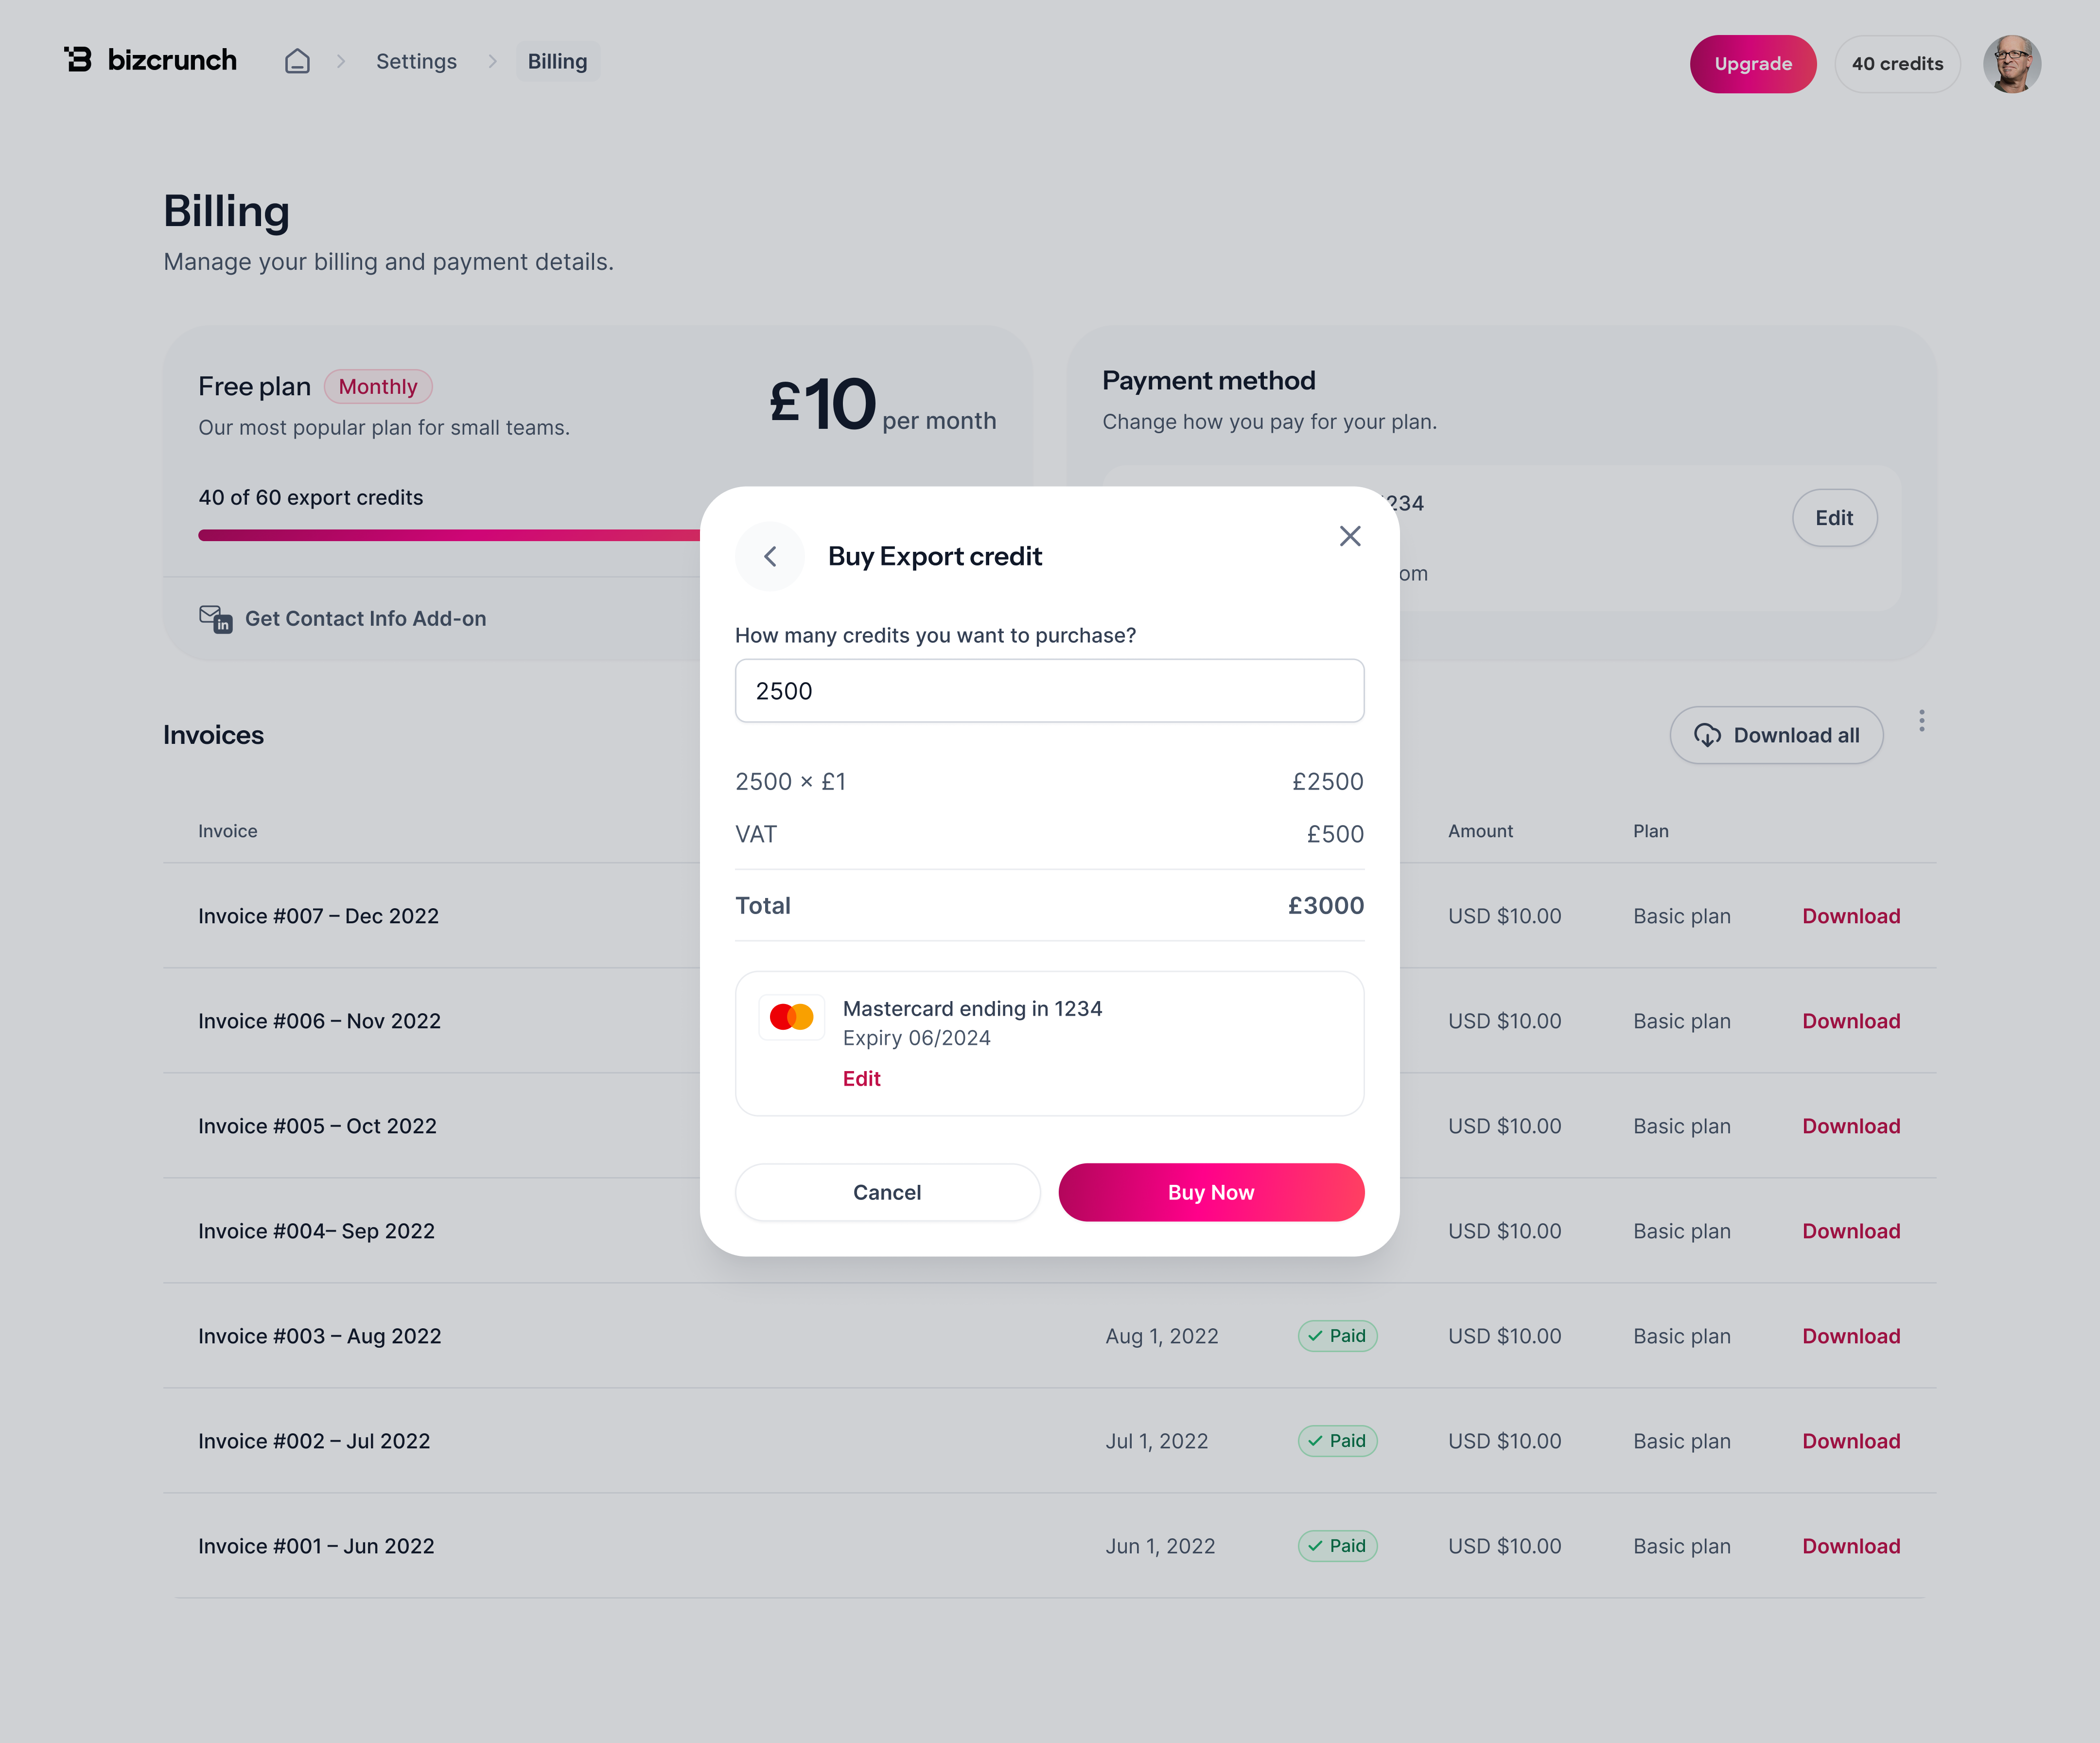 bizcrunch
Settings
Billing
Upgrade
40 credits
Billing
Manage your billing and payment details.
Free plan
Monthly
Our most popular plan for small teams.
£10 per month
40 of 60 export credits
in
Get Contact Info Add-on
Payment method
Change how you pay for your plan.
234
om
Edit
Buy Export credit
How many credits you want to purchase?
2500
2500 × £1
£2500
VAT
£500
Total
£3000
Mastercard ending in 1234
Expiry 06/2024
Edit
Cancel
Buy Now
Invoices
Download all
Invoice
Amount
Plan
Invoice #007 – Dec 2022
USD $10.00
Basic plan
Download
Invoice #006 – Nov 2022
USD $10.00
Basic plan
Download
Invoice #005 – Oct 2022
USD $10.00
Basic plan
Download
Invoice #004– Sep 2022
USD $10.00
Basic plan
Download
Invoice #003 – Aug 2022
Aug 1, 2022
Paid
USD $10.00
Basic plan
Download
Invoice #002 – Jul 2022
Jul 1, 2022
Paid
USD $10.00
Basic plan
Download
Invoice #001 – Jun 2022
Jun 1, 2022
Paid
USD $10.00
Basic plan
Download